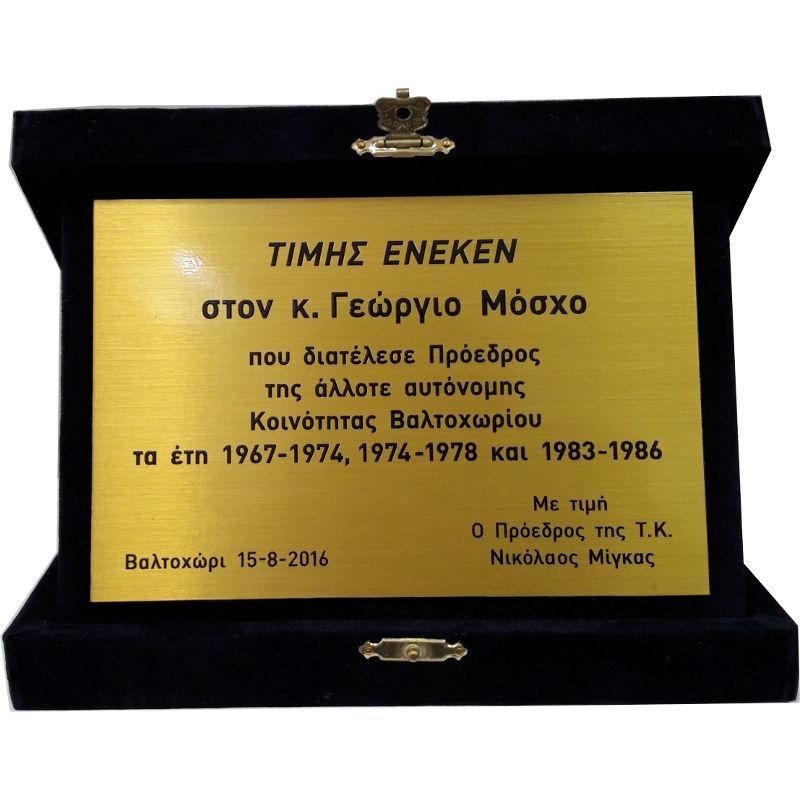 ΤΙΜΗΣ ΕΝΕΚΕΝ
στον κ. Γεώργιο Μόσχο
που διατέλεσε Πρόεδρος
της άλλοτε αυτόνομης
Κοινότητας Βαλτοχωρίου
τα έτη 1967-1974, 1974-1978 και 1983-1986
Με τιμή
Ο Πρόεδρος της Τ.Κ.
Νικόλαος Μίγκας
Βαλτοχώρι 15-8-2016